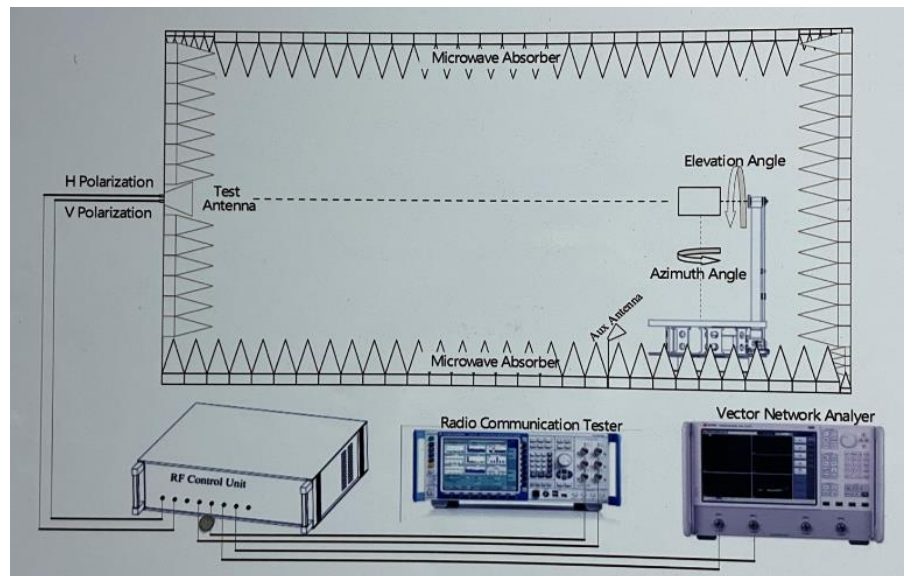 Microwave Absorber
Elevation Angle
H Polarization
Test
Antenna
V Polarization
Azimuth Angle
Aux Antenna
Microwave Absorber
Radio Communication Tester
Vector Network Analyer
RF Control Unit